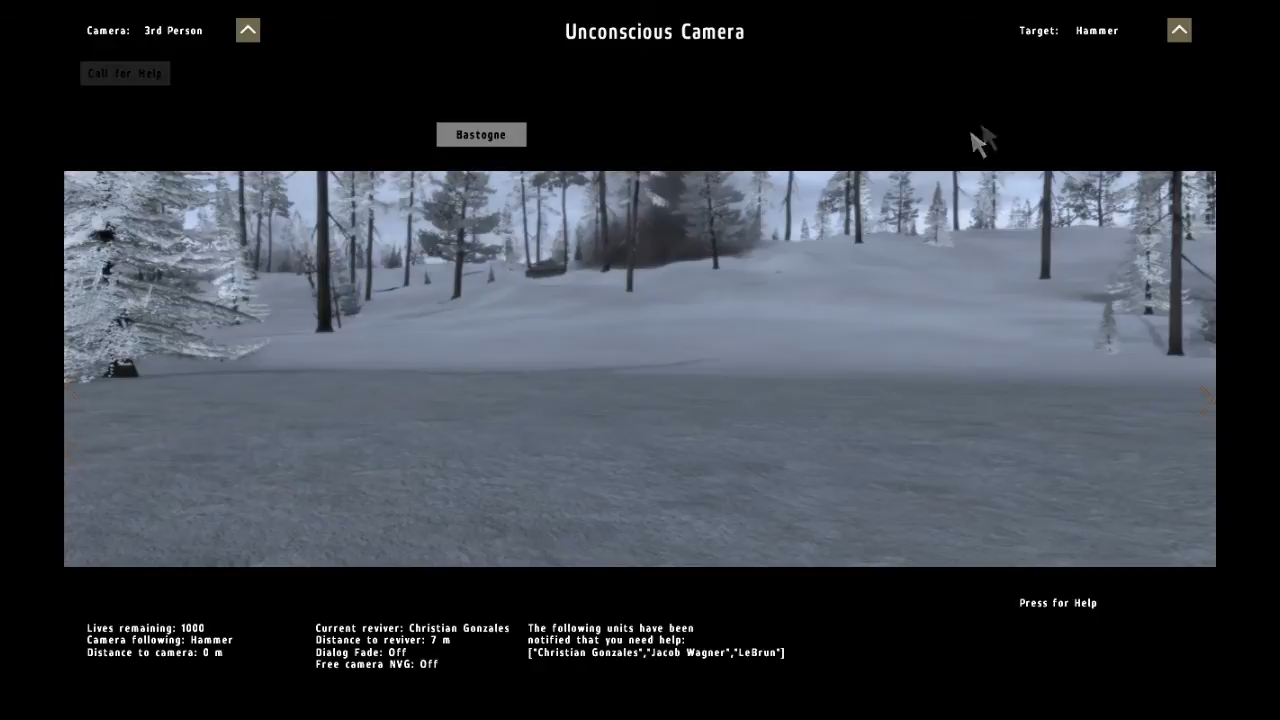 Camera: 3rd Person
Unconscious Camera
Target: Hammer
Call for Help
Bastogne
Press for Help
Lives remaining: 1000
Camera following: Hammer
Distance to camera: 0 m
Current reviver: Christian Gonzales
Distance to reviver: 7 m
Dialog Fade: Off
Free camera NVG: Off
The following units have been
notified that you need help:
["Christian Gonzales","Jacob Wagner","LeBrun"]